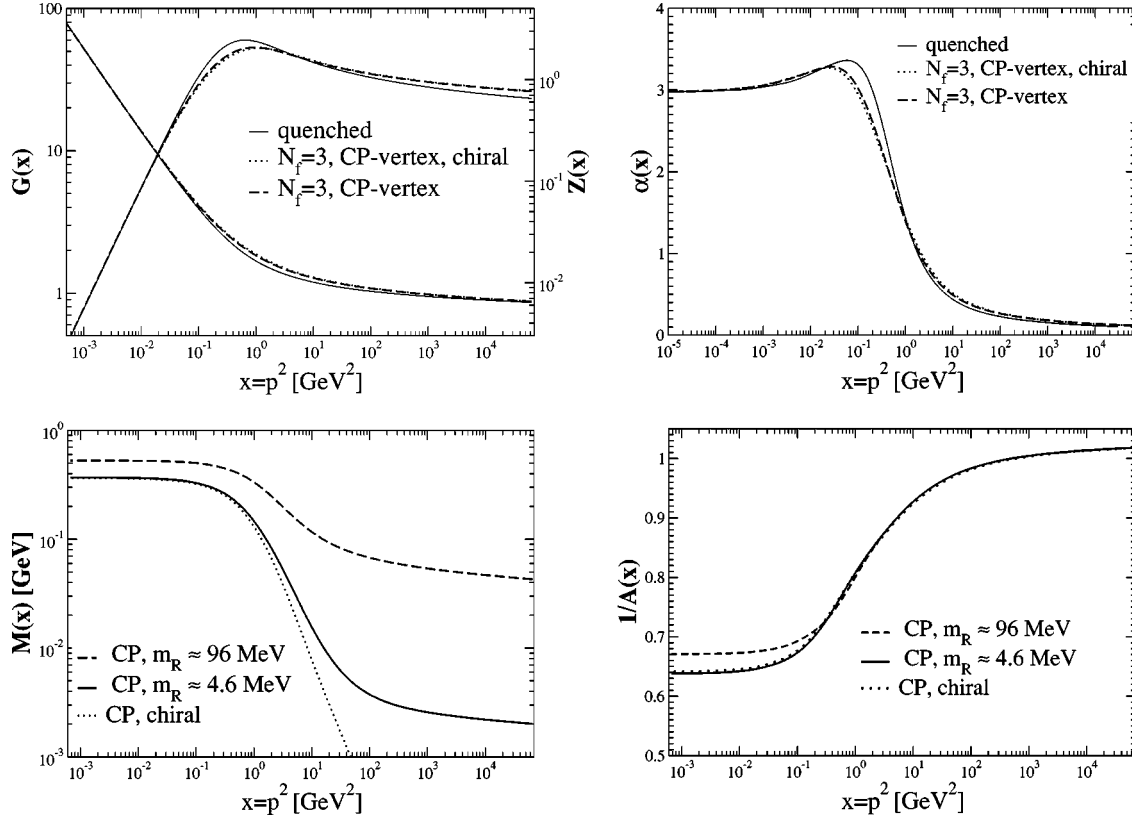 100
10
1
G(x)
quenched
N_f=3, CP-vertex, chiral
N_f=3, CP-vertex
10^0
10^-1
10^-2
Z(x)
10^-3 10^-2 10^-1 10^0 10^1 10^2 10^3 10^4
x=p^2 [GeV^2]
4
3
2
1
0
α(x)
quenched
N_f=3, CP-vertex, chiral
N_f=3, CP-vertex
10^-5 10^-4 10^-3 10^-2 10^-1 10^0 10^1 10^2 10^3 10^4
x=p^2 [GeV^2]
10^0
10^-1
10^-2
10^-3
M(x) [GeV]
CP, m_R ≈ 96 MeV
CP, m_R ≈ 4.6 MeV
CP, chiral
10^-3 10^-2 10^-1 10^0 10^1 10^2 10^3 10^4
x=p^2 [GeV^2]
1
0.9
0.8
0.7
0.6
0.5
1/A(x)
CP, m_R ≈ 96 MeV
CP, m_R ≈ 4.6 MeV
CP, chiral
10^-3 10^-2 10^-1 10^0 10^1 10^2 10^3 10^4
x=p^2 [GeV^2]